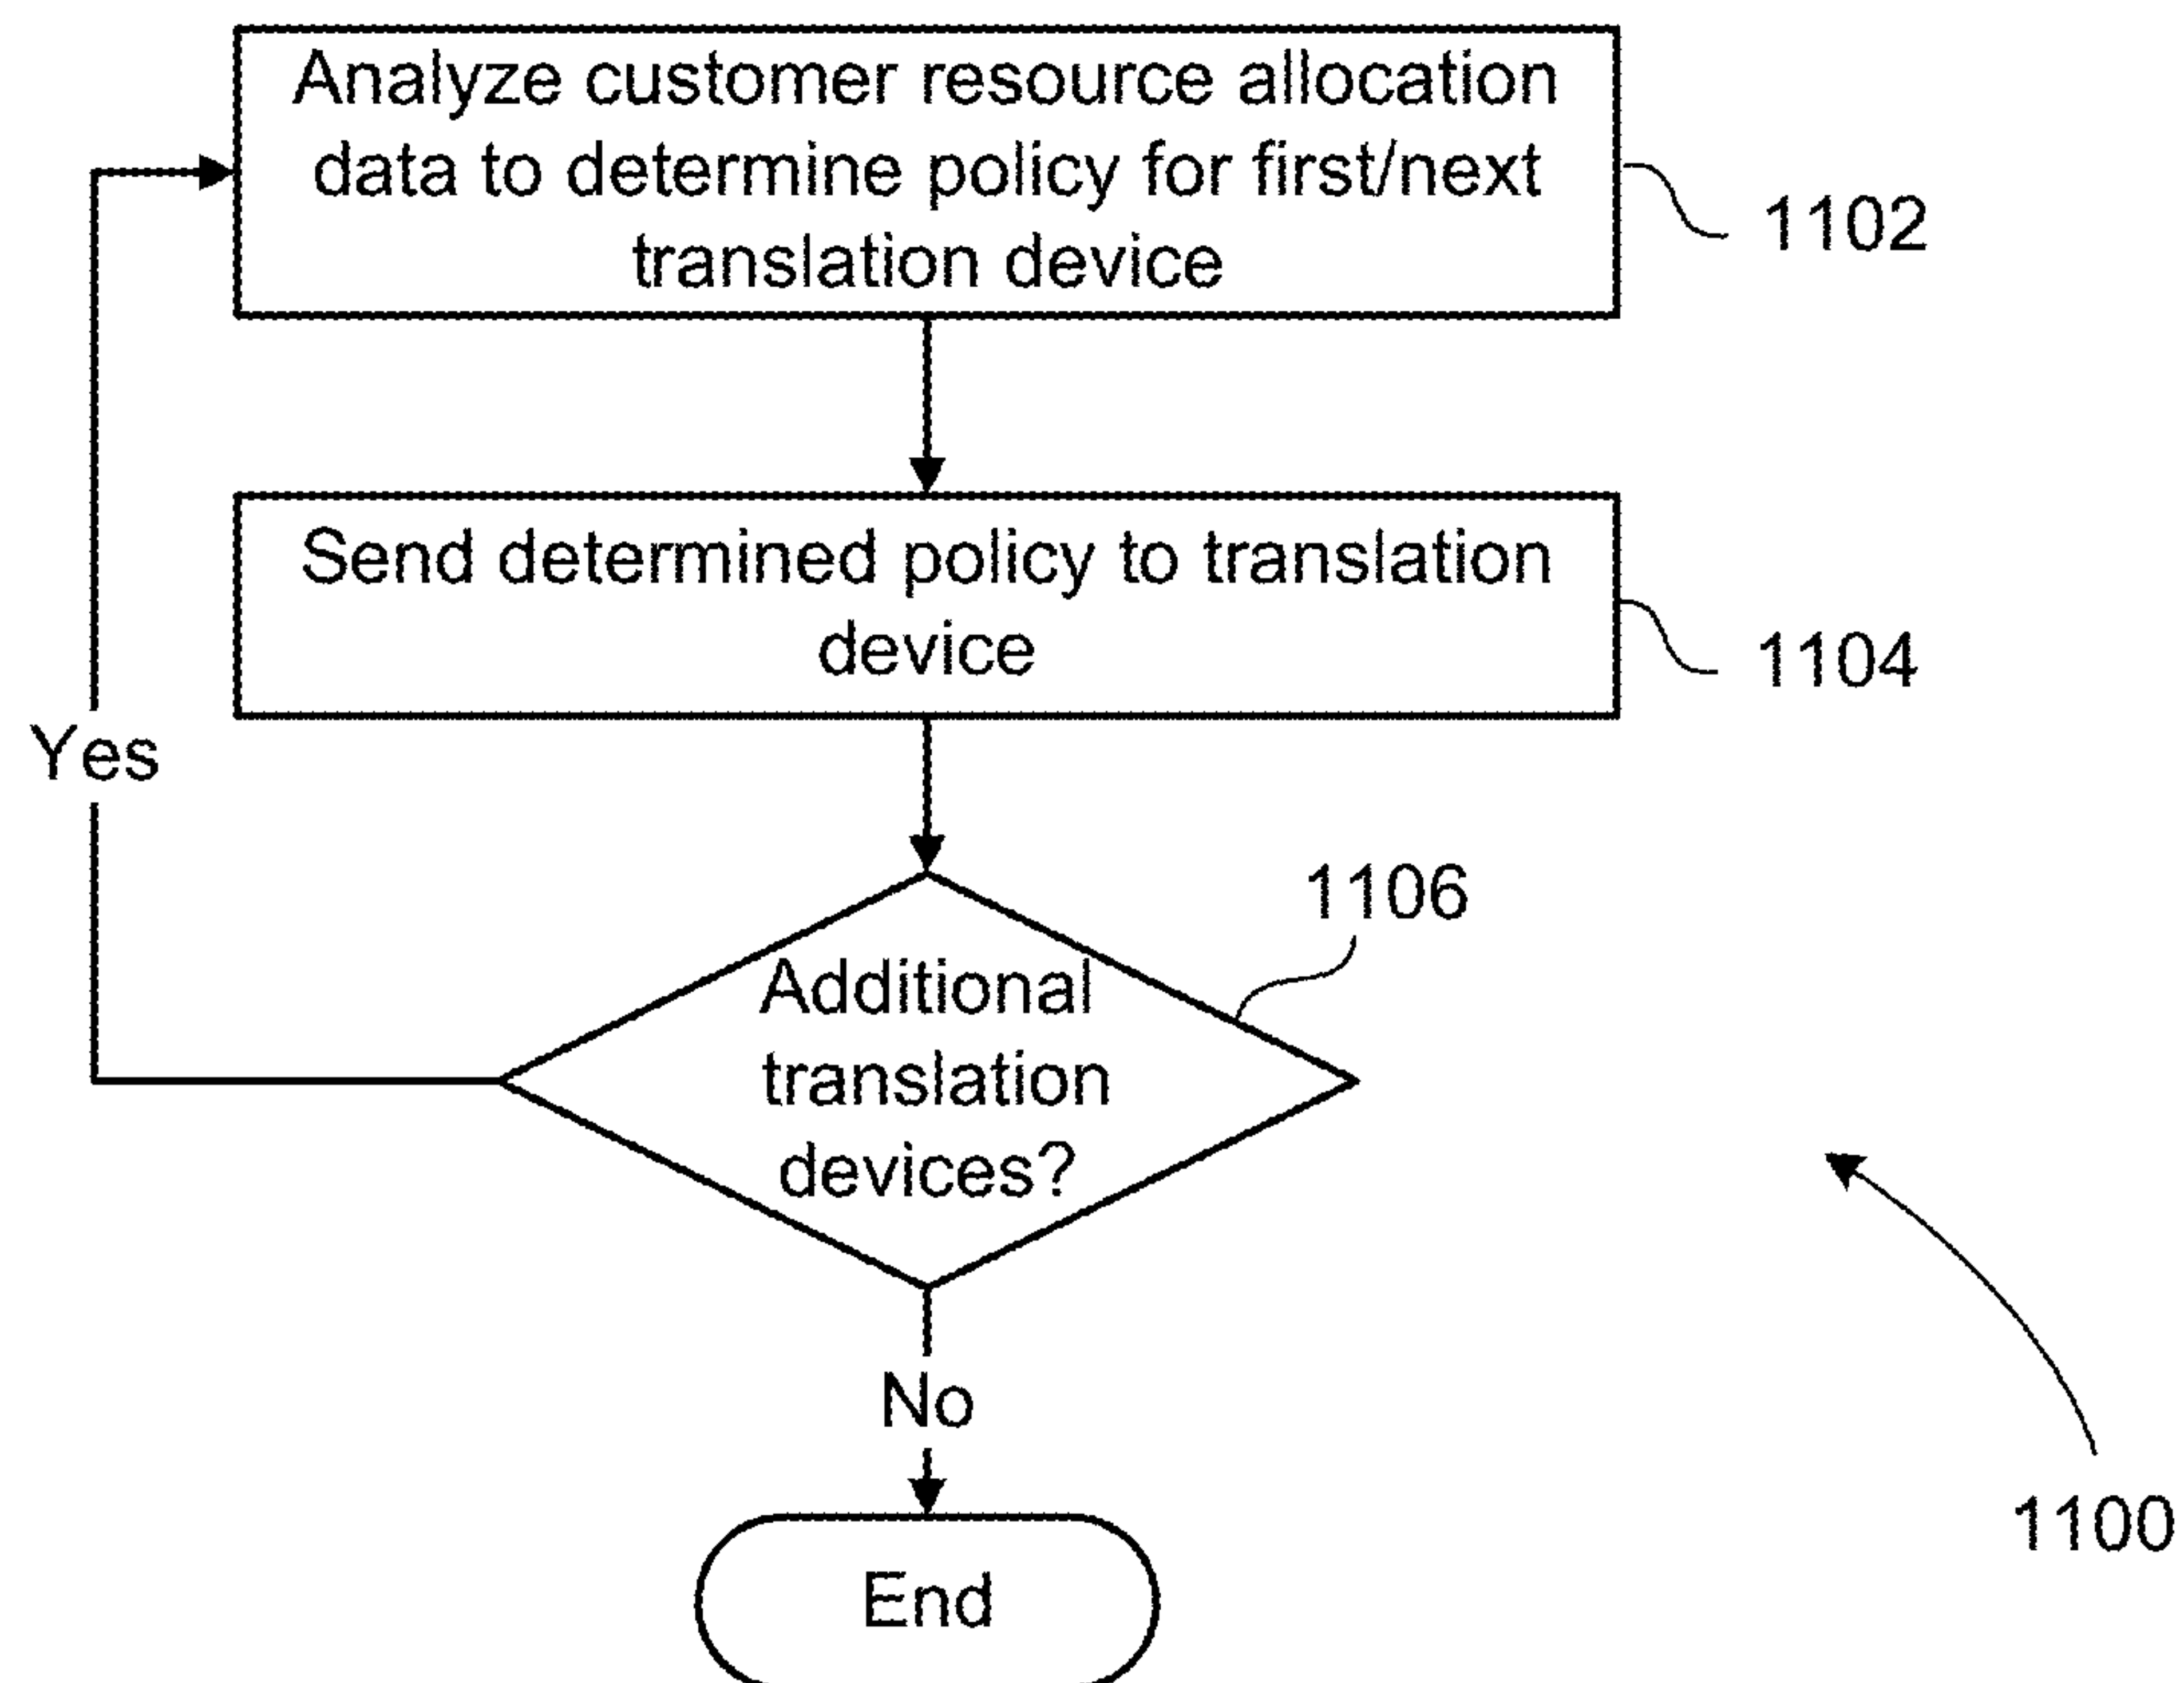 Analyze customer resource allocation
data to determine policy for first/next
translation device
1102
Send determined policy to translation
device
1104
Yes
1106
Additional
translation
devices?
No
End
1100